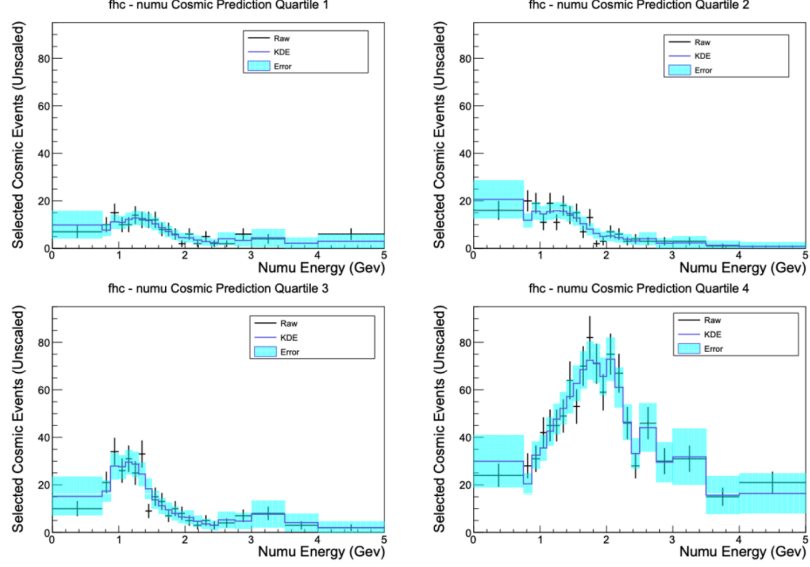 fhc - numu Cosmic Prediction Quartile 1
Selected Cosmic Events (Unscaled)
80
60
40
20
0
Raw
KDE
Error
0 1 2 3 4 5
Numu Energy (Gev)
fhc - numu Cosmic Prediction Quartile 2
Selected Cosmic Events (Unscaled)
80
60
40
20
0
Raw
KDE
Error
0 1 2 3 4 5
Numu Energy (Gev)
fhc - numu Cosmic Prediction Quartile 3
Selected Cosmic Events (Unscaled)
80
60
40
20
0
Raw
KDE
Error
0 1 2 3 4 5
Numu Energy (Gev)
fhc - numu Cosmic Prediction Quartile 4
Selected Cosmic Events (Unscaled)
80
60
40
20
0
Raw
KDE
Error
0 1 2 3 4 5
Numu Energy (Gev)